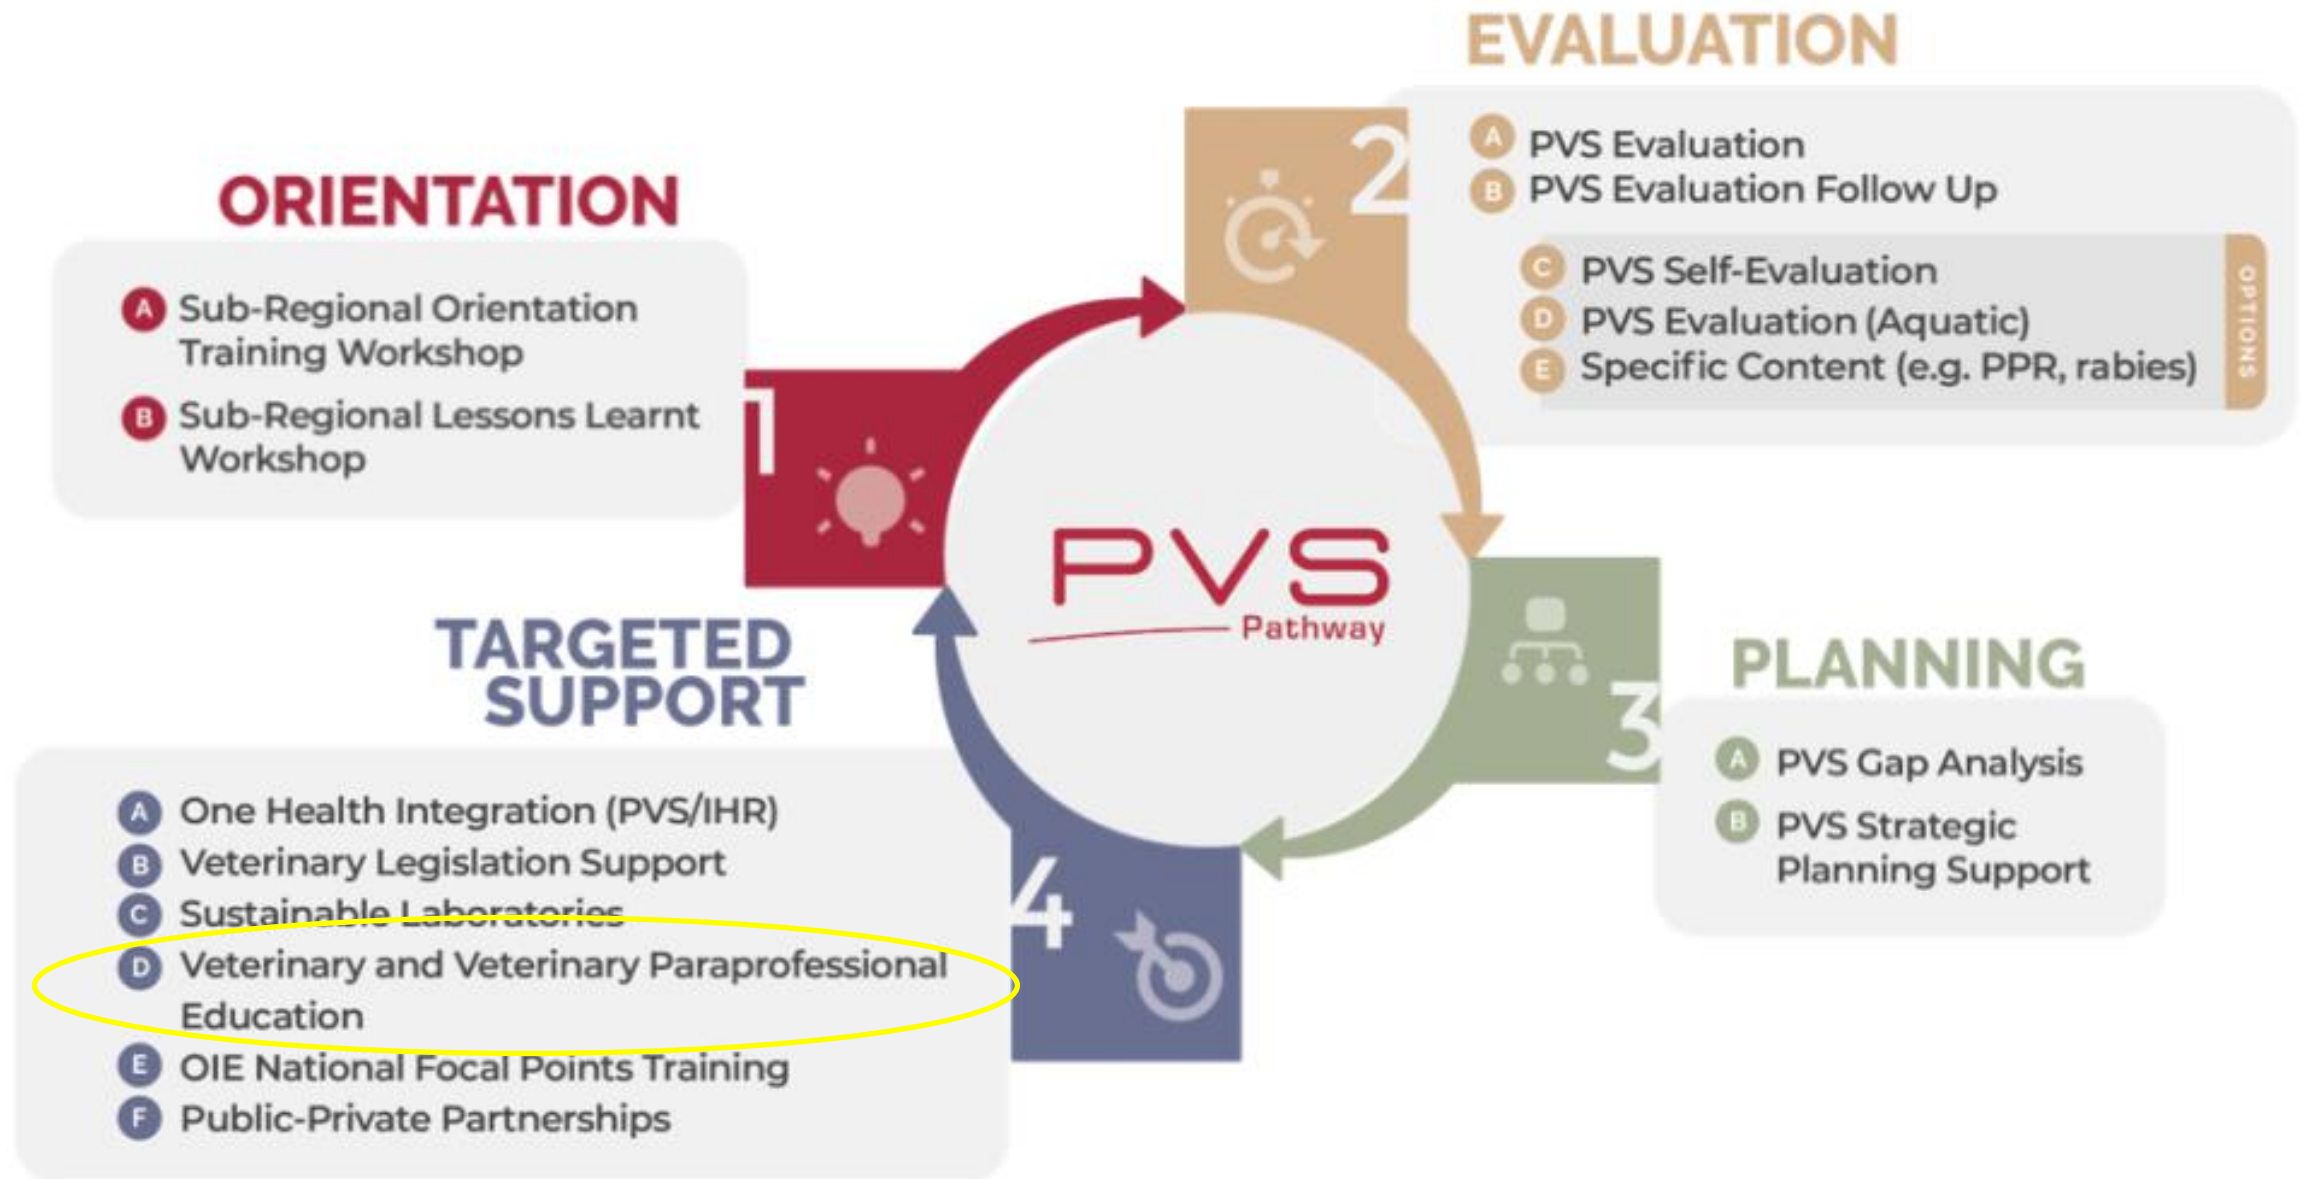 ORIENTATION
A Sub-Regional Orientation
Training Workshop
B Sub-Regional Lessons Learnt
Workshop
1
EVALUATION
2
A PVS Evaluation
B PVS Evaluation Follow Up
C PVS Self-Evaluation
D PVS Evaluation (Aquatic)
E Specific Content (e.g. PPR, rabies)
OPTIONS
PVS
Pathway
PLANNING
3
A PVS Gap Analysis
B PVS Strategic
Planning Support
TARGETED
SUPPORT
4
A One Health Integration (PVS/IHR)
B Veterinary Legislation Support
C Sustainable Laboratories
D Veterinary and Veterinary Paraprofessional
Education
E OIE National Focal Points Training
F Public-Private Partnerships